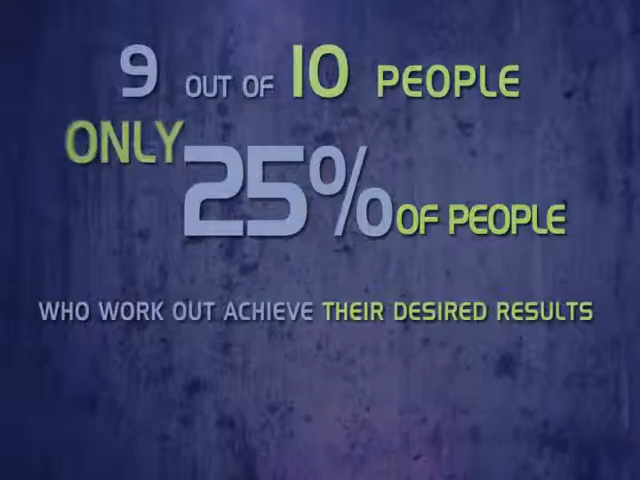 9 OUT OF 10 PEOPLE
ONLY
25% OF PEOPLE
WHO WORK OUT ACHIEVE THEIR DESIRED RESULTS